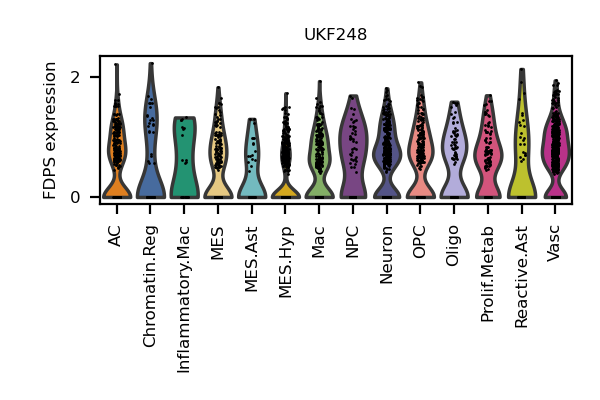 UKF248
FDPS expression
2
0
AC
Chromatin.Reg
Inflammatory.Mac
MES
MES.Ast
MES.Hyp
Mac
NPC
Neuron
OPC
Oligo
Prolif.Metab
Reactive.Ast
Vasc